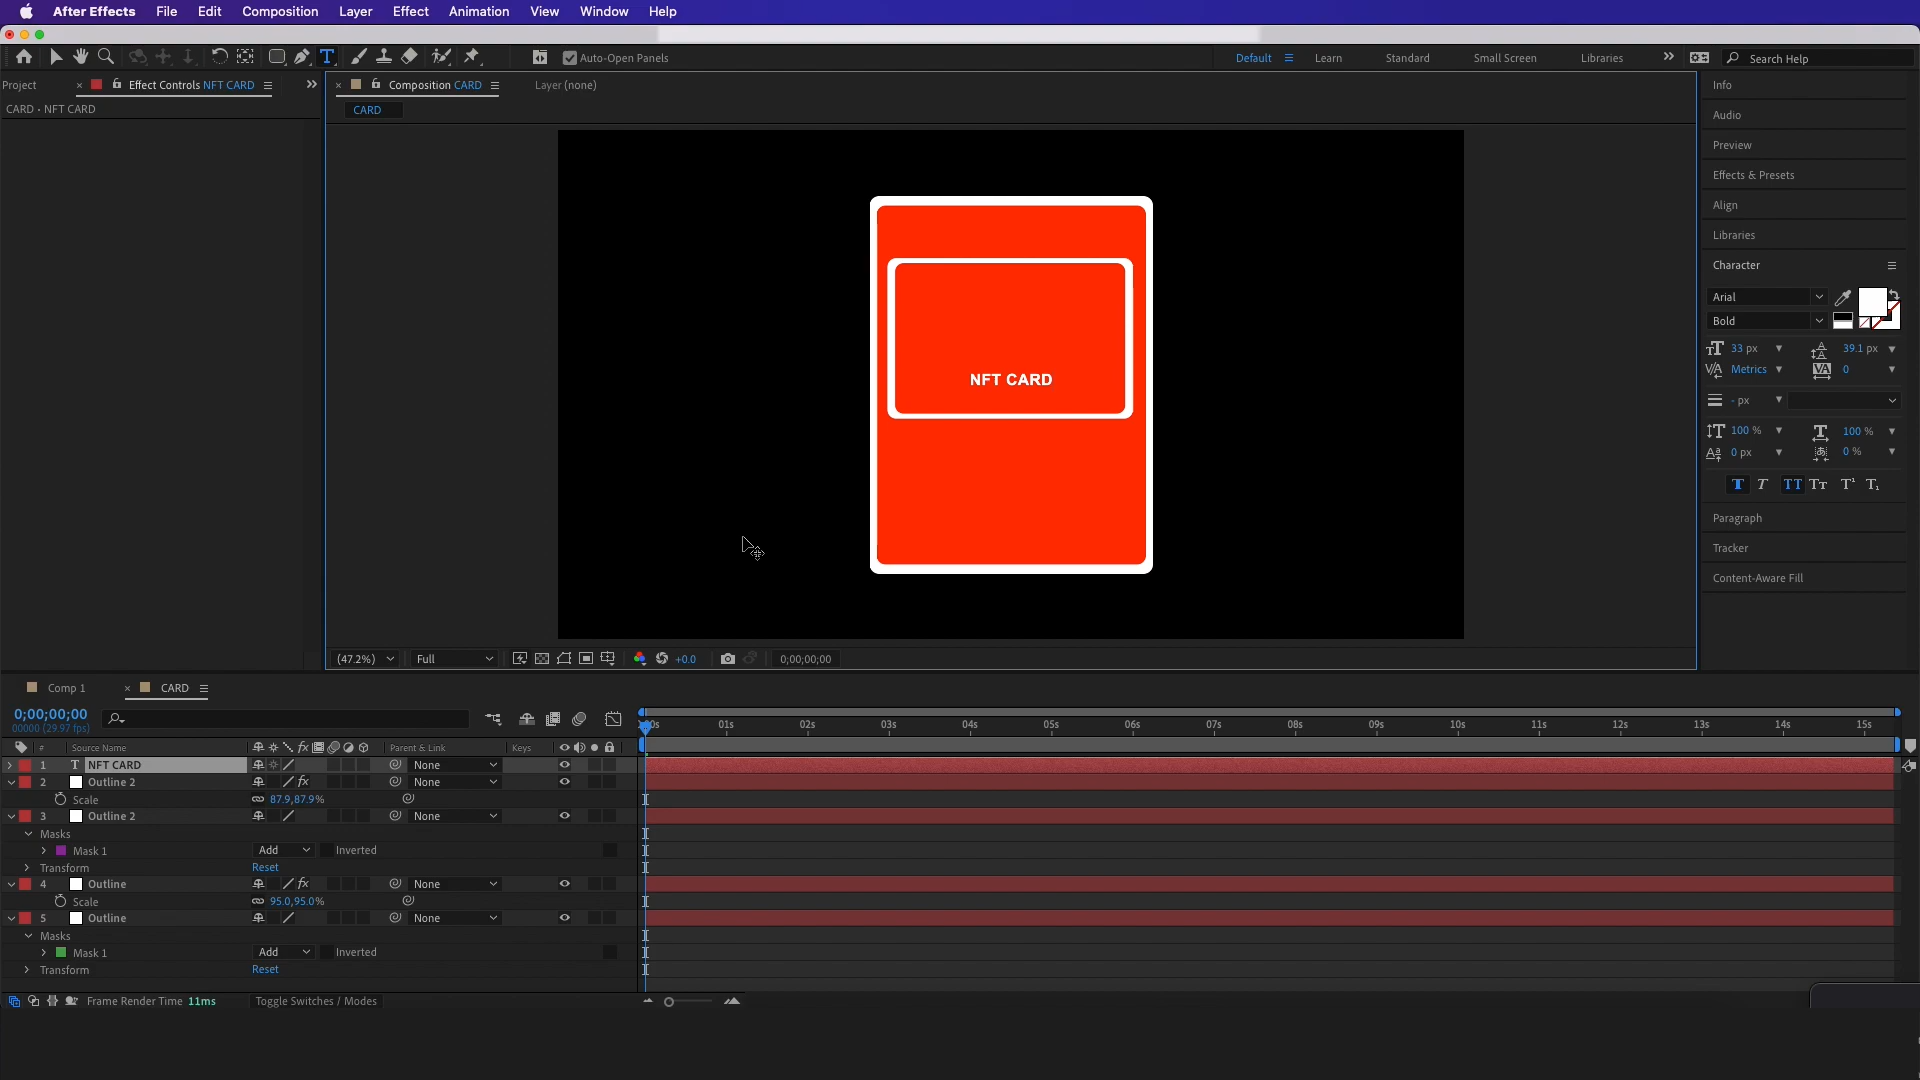 After Effects File Edit Composition Layer Effect Animation View Window Help
Auto-Open Panels Default Learn Standard Small Screen Libraries Search Help
Project Effect Controls NFT CARD Composition CARD Layer (none) Info
CARD • NFT CARD
CARD
Audio
Preview
Effects & Presets
Align
Libraries
Character
Arial
Bold
33 px 39.1 px
Metrics 0
- px
100 % 100 %
0 px 0 %
T T TT Tt T¹ T₁
Paragraph
Tracker
Content-Aware Fill
NFT CARD
(47.2%) Full +0.0 0;00;00;00
Comp 1 CARD
0;00;00;00
00000 (29.97 fps)
:00s 01s 02s 03s 04s 05s 06s 07s 08s 09s 10s 11s 12s 13s 14s 15s
# Source Name fx Parent & Link Keys
1 T NFT CARD None
2 Outline 2 fx None
Scale 87.9,87.9%
3 Outline 2 None
Masks
Mask 1 Add Inverted
Transform Reset
4 Outline fx None
Scale 95.0,95.0%
5 Outline None
Masks
Mask 1 Add Inverted
Transform Reset
Frame Render Time 11ms Toggle Switches / Modes